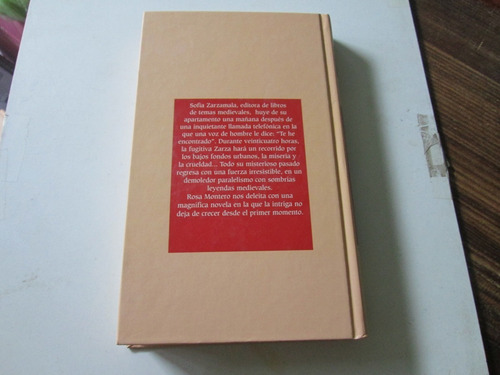 Sofía Zarzamala, editora de libros
de temas medievales, huye de su
apartamento una mañana después de
una inquietante llamada telefónica en la
que una voz de hombre le dice: "Te he
encontrado". Durante veinticuatro horas,
la fugitiva Zarza hará un recorrido por
los bajos fondos urbanos, la miseria y
la crueldad... Todo su misterioso pasado
regresa con una fuerza irresistible, en un
demoledor paralelismo con sombrías
leyendas medievales.
Rosa Montero nos deleita con una
magnífica novela en la que la intriga no
deja de crecer desde el primer momento.